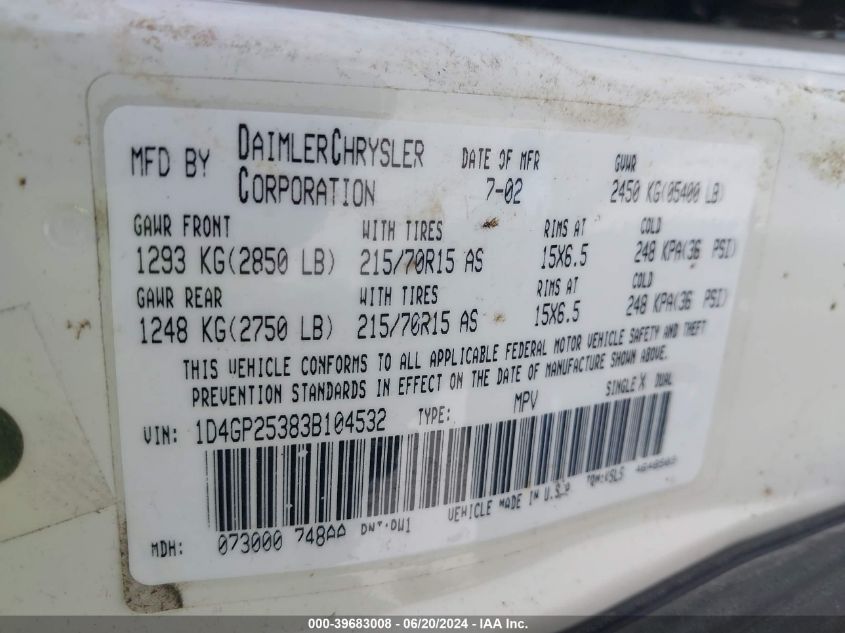 MFD BY DAIMLERCHRYSLER CORPORATION DATE OF MFR 7-02 GVWR 2450 KG(05400 LB)
GAWR FRONT WITH TIRES RIMS AT COLD
1293 KG(2850 LB) 215/70R15 AS 15X6.5 248 KPA(36 PSI)
GAWR REAR WITH TIRES RIMS AT COLD
1248 KG(2750 LB) 215/70R15 AS 15X6.5 248 KPA(36 PSI)
THIS VEHICLE CONFORMS TO ALL APPLICABLE FEDERAL MOTOR VEHICLE SAFETY AND THEFT
PREVENTION STANDARDS IN EFFECT ON THE DATE OF MANUFACTURE SHOWN ABOVE.
VIN: 1D4GP25383B104532 TYPE: MPV SINGLE X DUAL
MDH: 073000 748AA PNT:PW1 VEHICLE MADE IN U.S.A
000-39683008 - 06/20/2024 - IAA Inc.